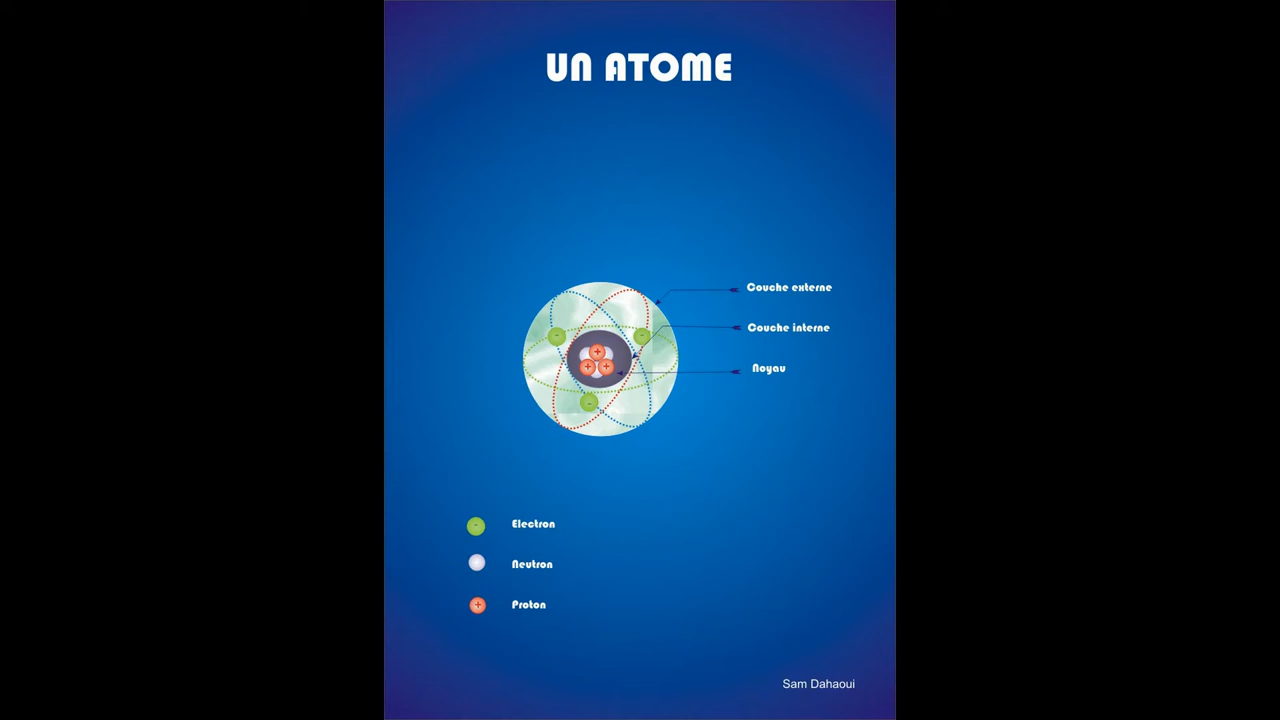 UN ATOME
Couche externe
Couche interne
Noyau
Electron
Neutron
Proton
Sam Dahaoui